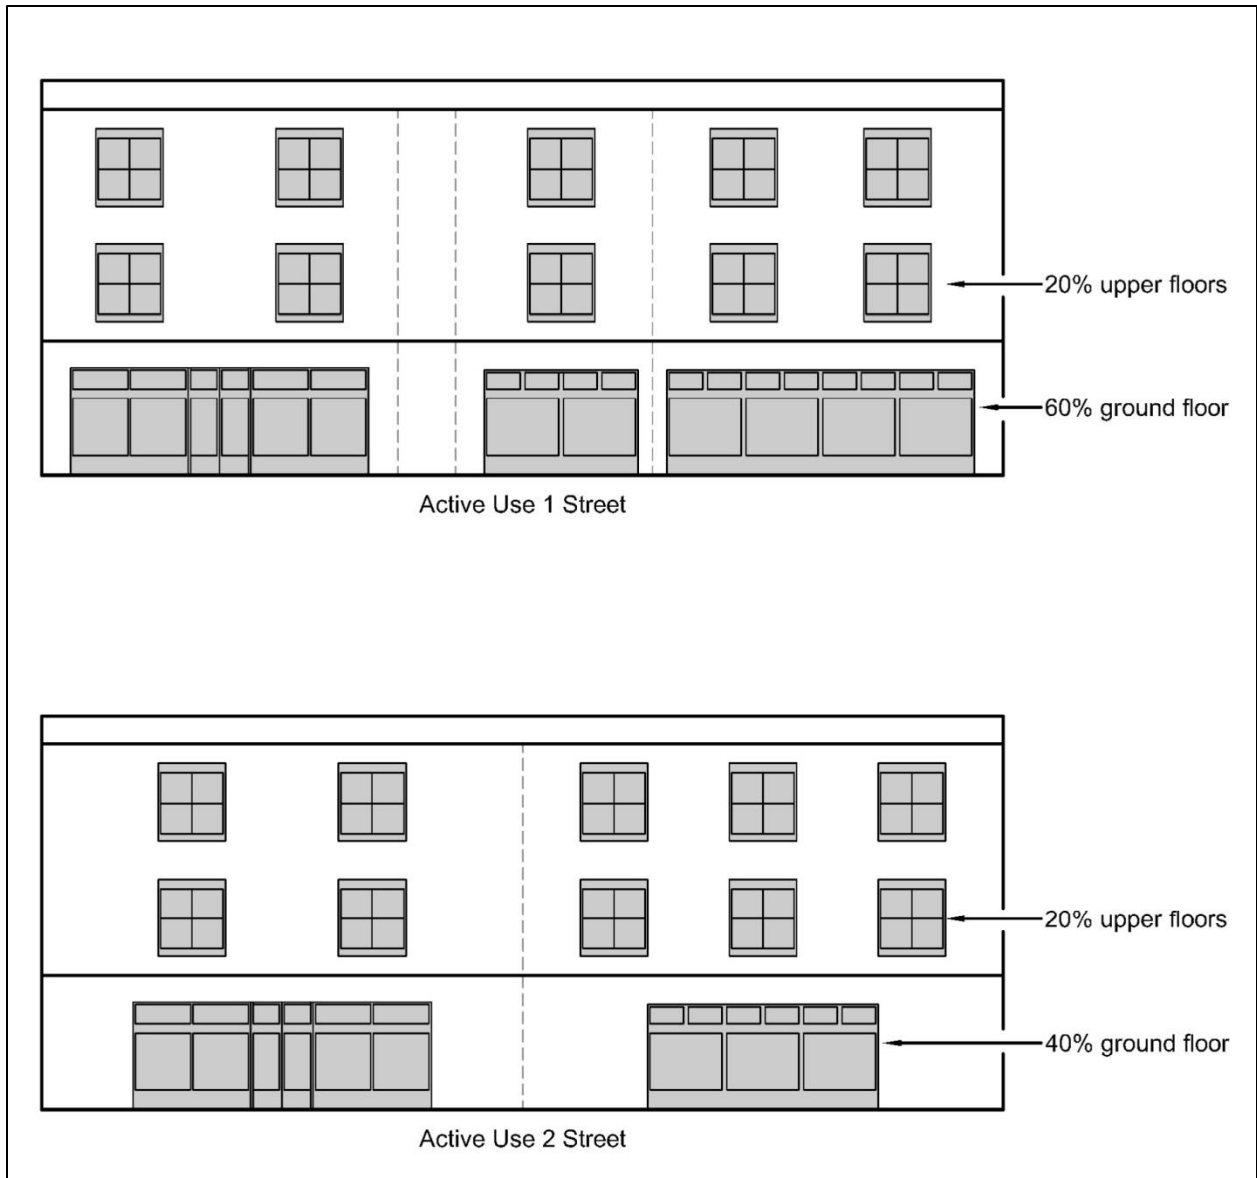 20% upper floors
60% ground floor
Active Use 1 Street
20% upper floors
40% ground floor
Active Use 2 Street